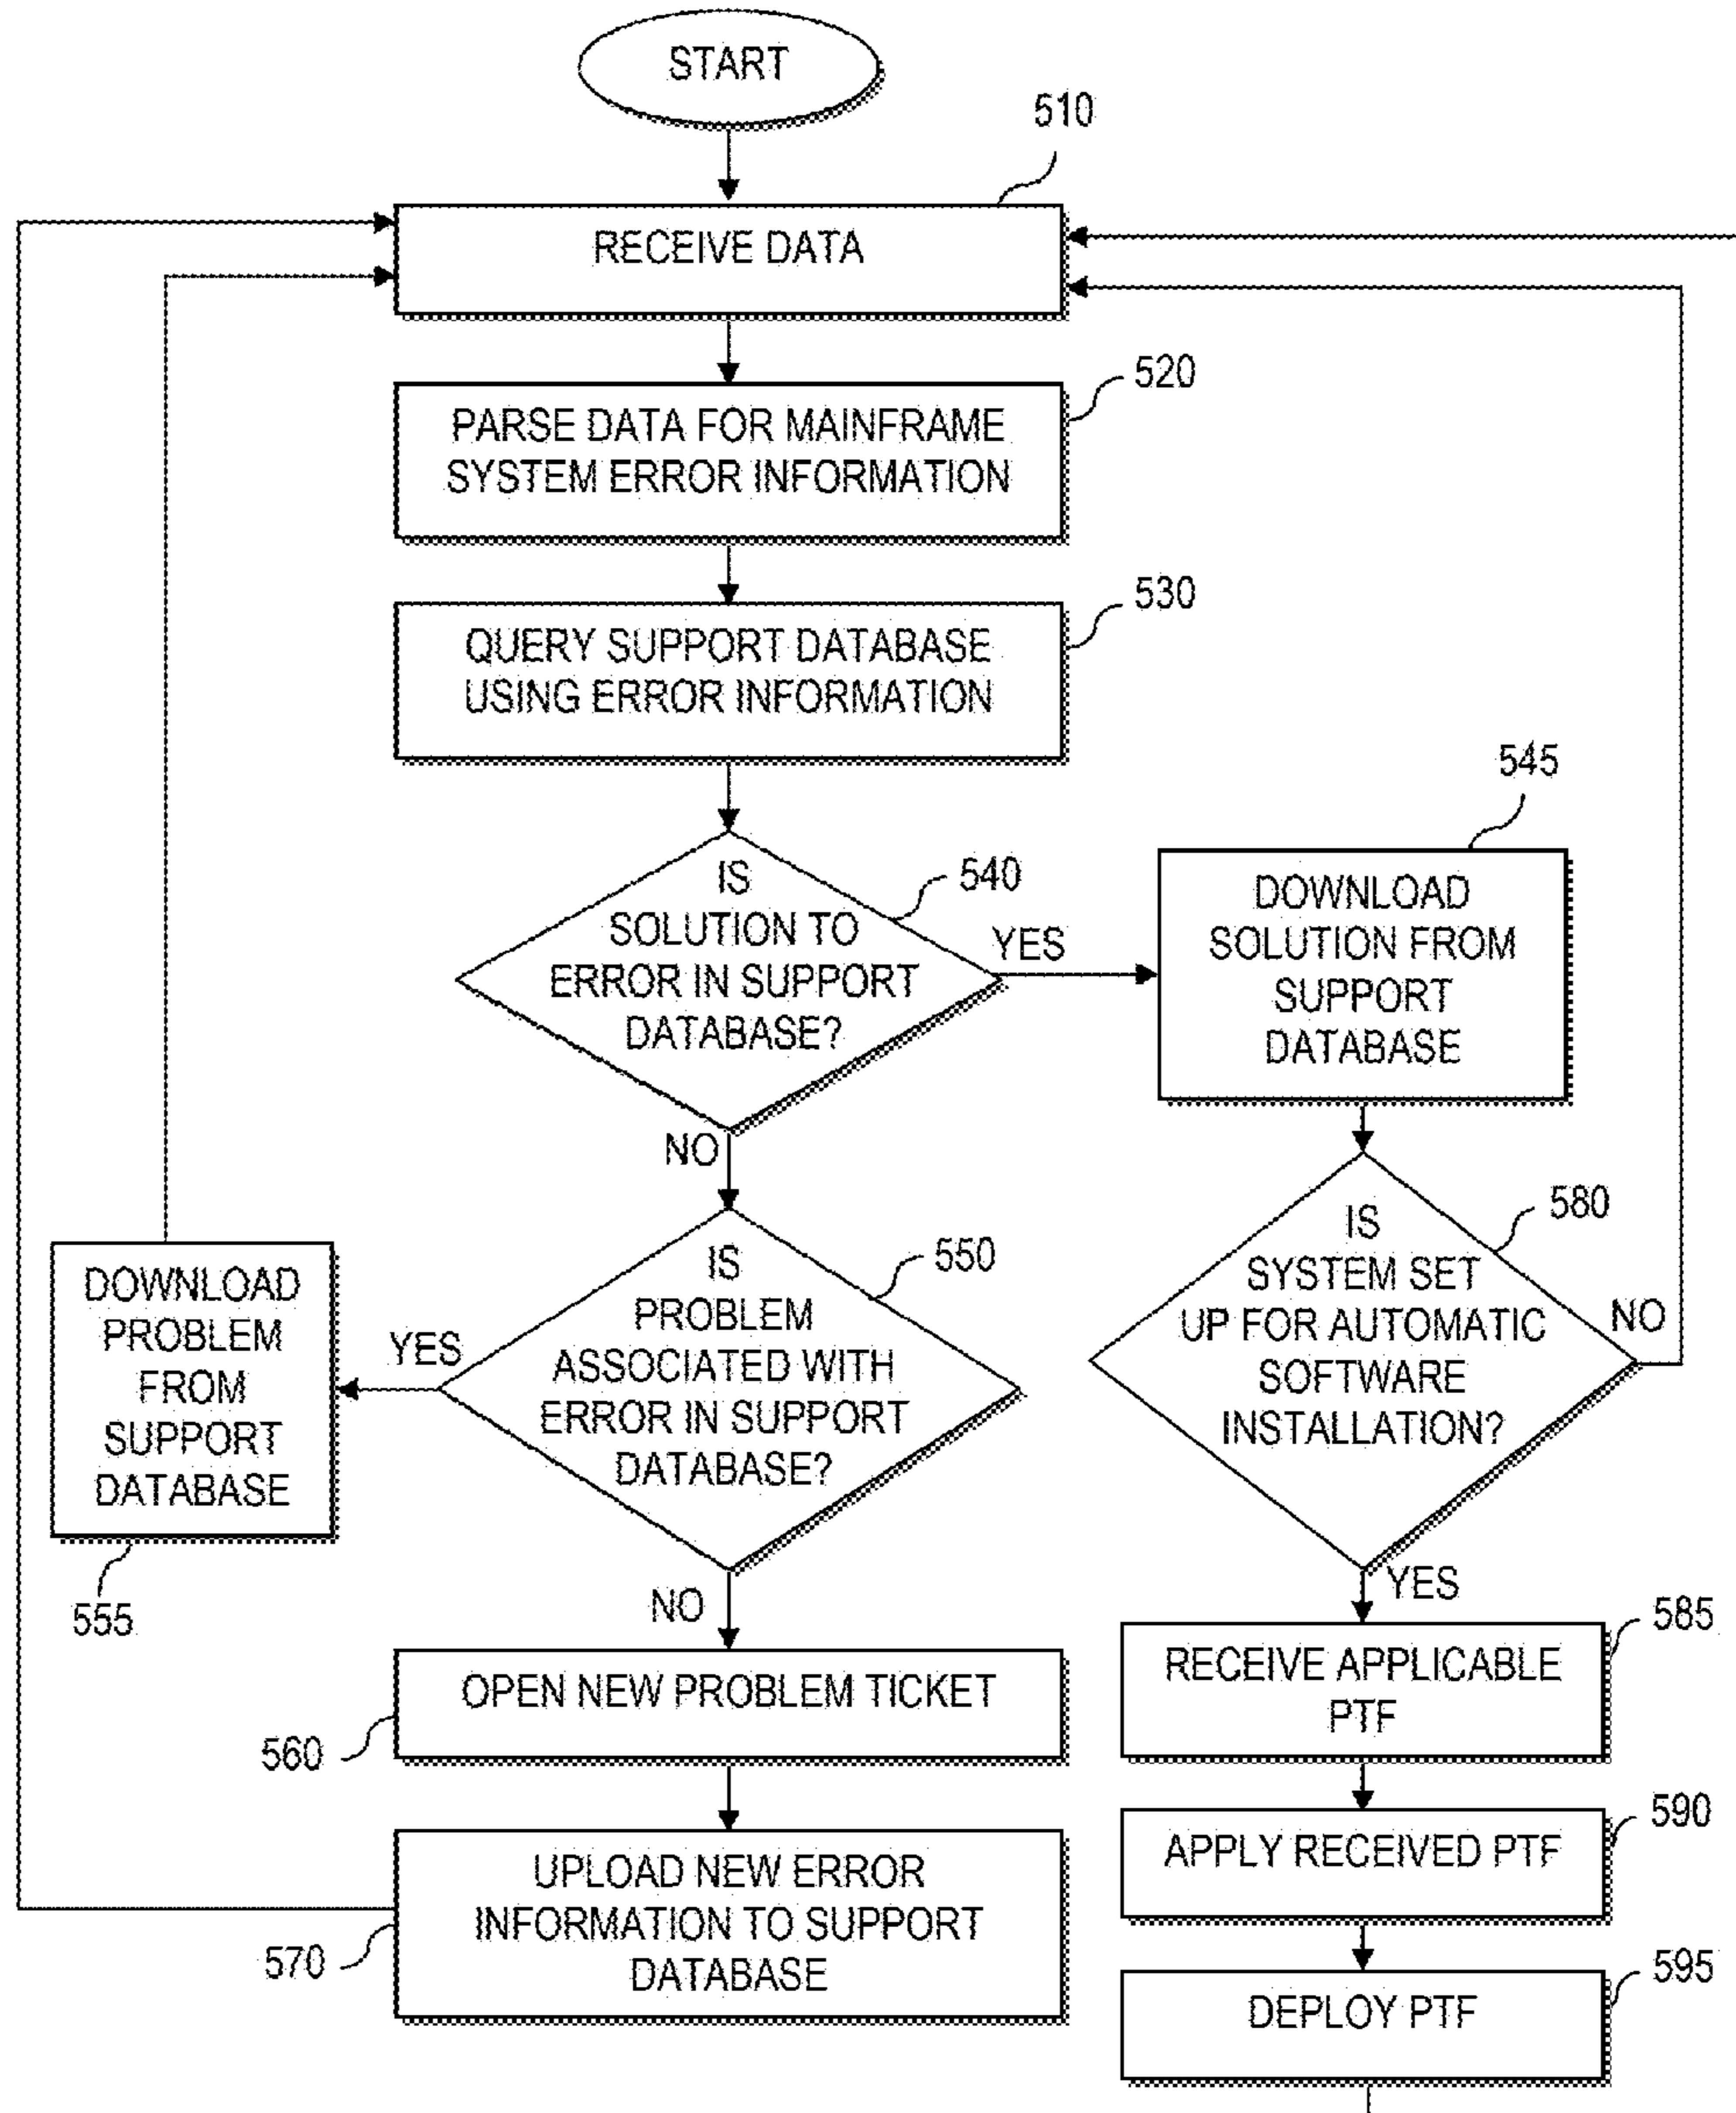 START
510
RECEIVE DATA
520
PARSE DATA FOR MAINFRAME
SYSTEM ERROR INFORMATION
530
QUERY SUPPORT DATABASE
USING ERROR INFORMATION
540
IS
SOLUTION TO
ERROR IN SUPPORT
DATABASE?
YES
NO
545
DOWNLOAD
SOLUTION FROM
SUPPORT
DATABASE
550
IS
PROBLEM
ASSOCIATED WITH
ERROR IN SUPPORT
DATABASE?
YES
NO
DOWNLOAD
PROBLEM
FROM
SUPPORT
DATABASE
555
580
IS
SYSTEM SET
UP FOR AUTOMATIC
SOFTWARE
INSTALLATION?
NO
YES
OPEN NEW PROBLEM TICKET
560
UPLOAD NEW ERROR
INFORMATION TO SUPPORT
DATABASE
570
585
RECEIVE APPLICABLE
PTF
590
APPLY RECEIVED PTF
595
DEPLOY PTF